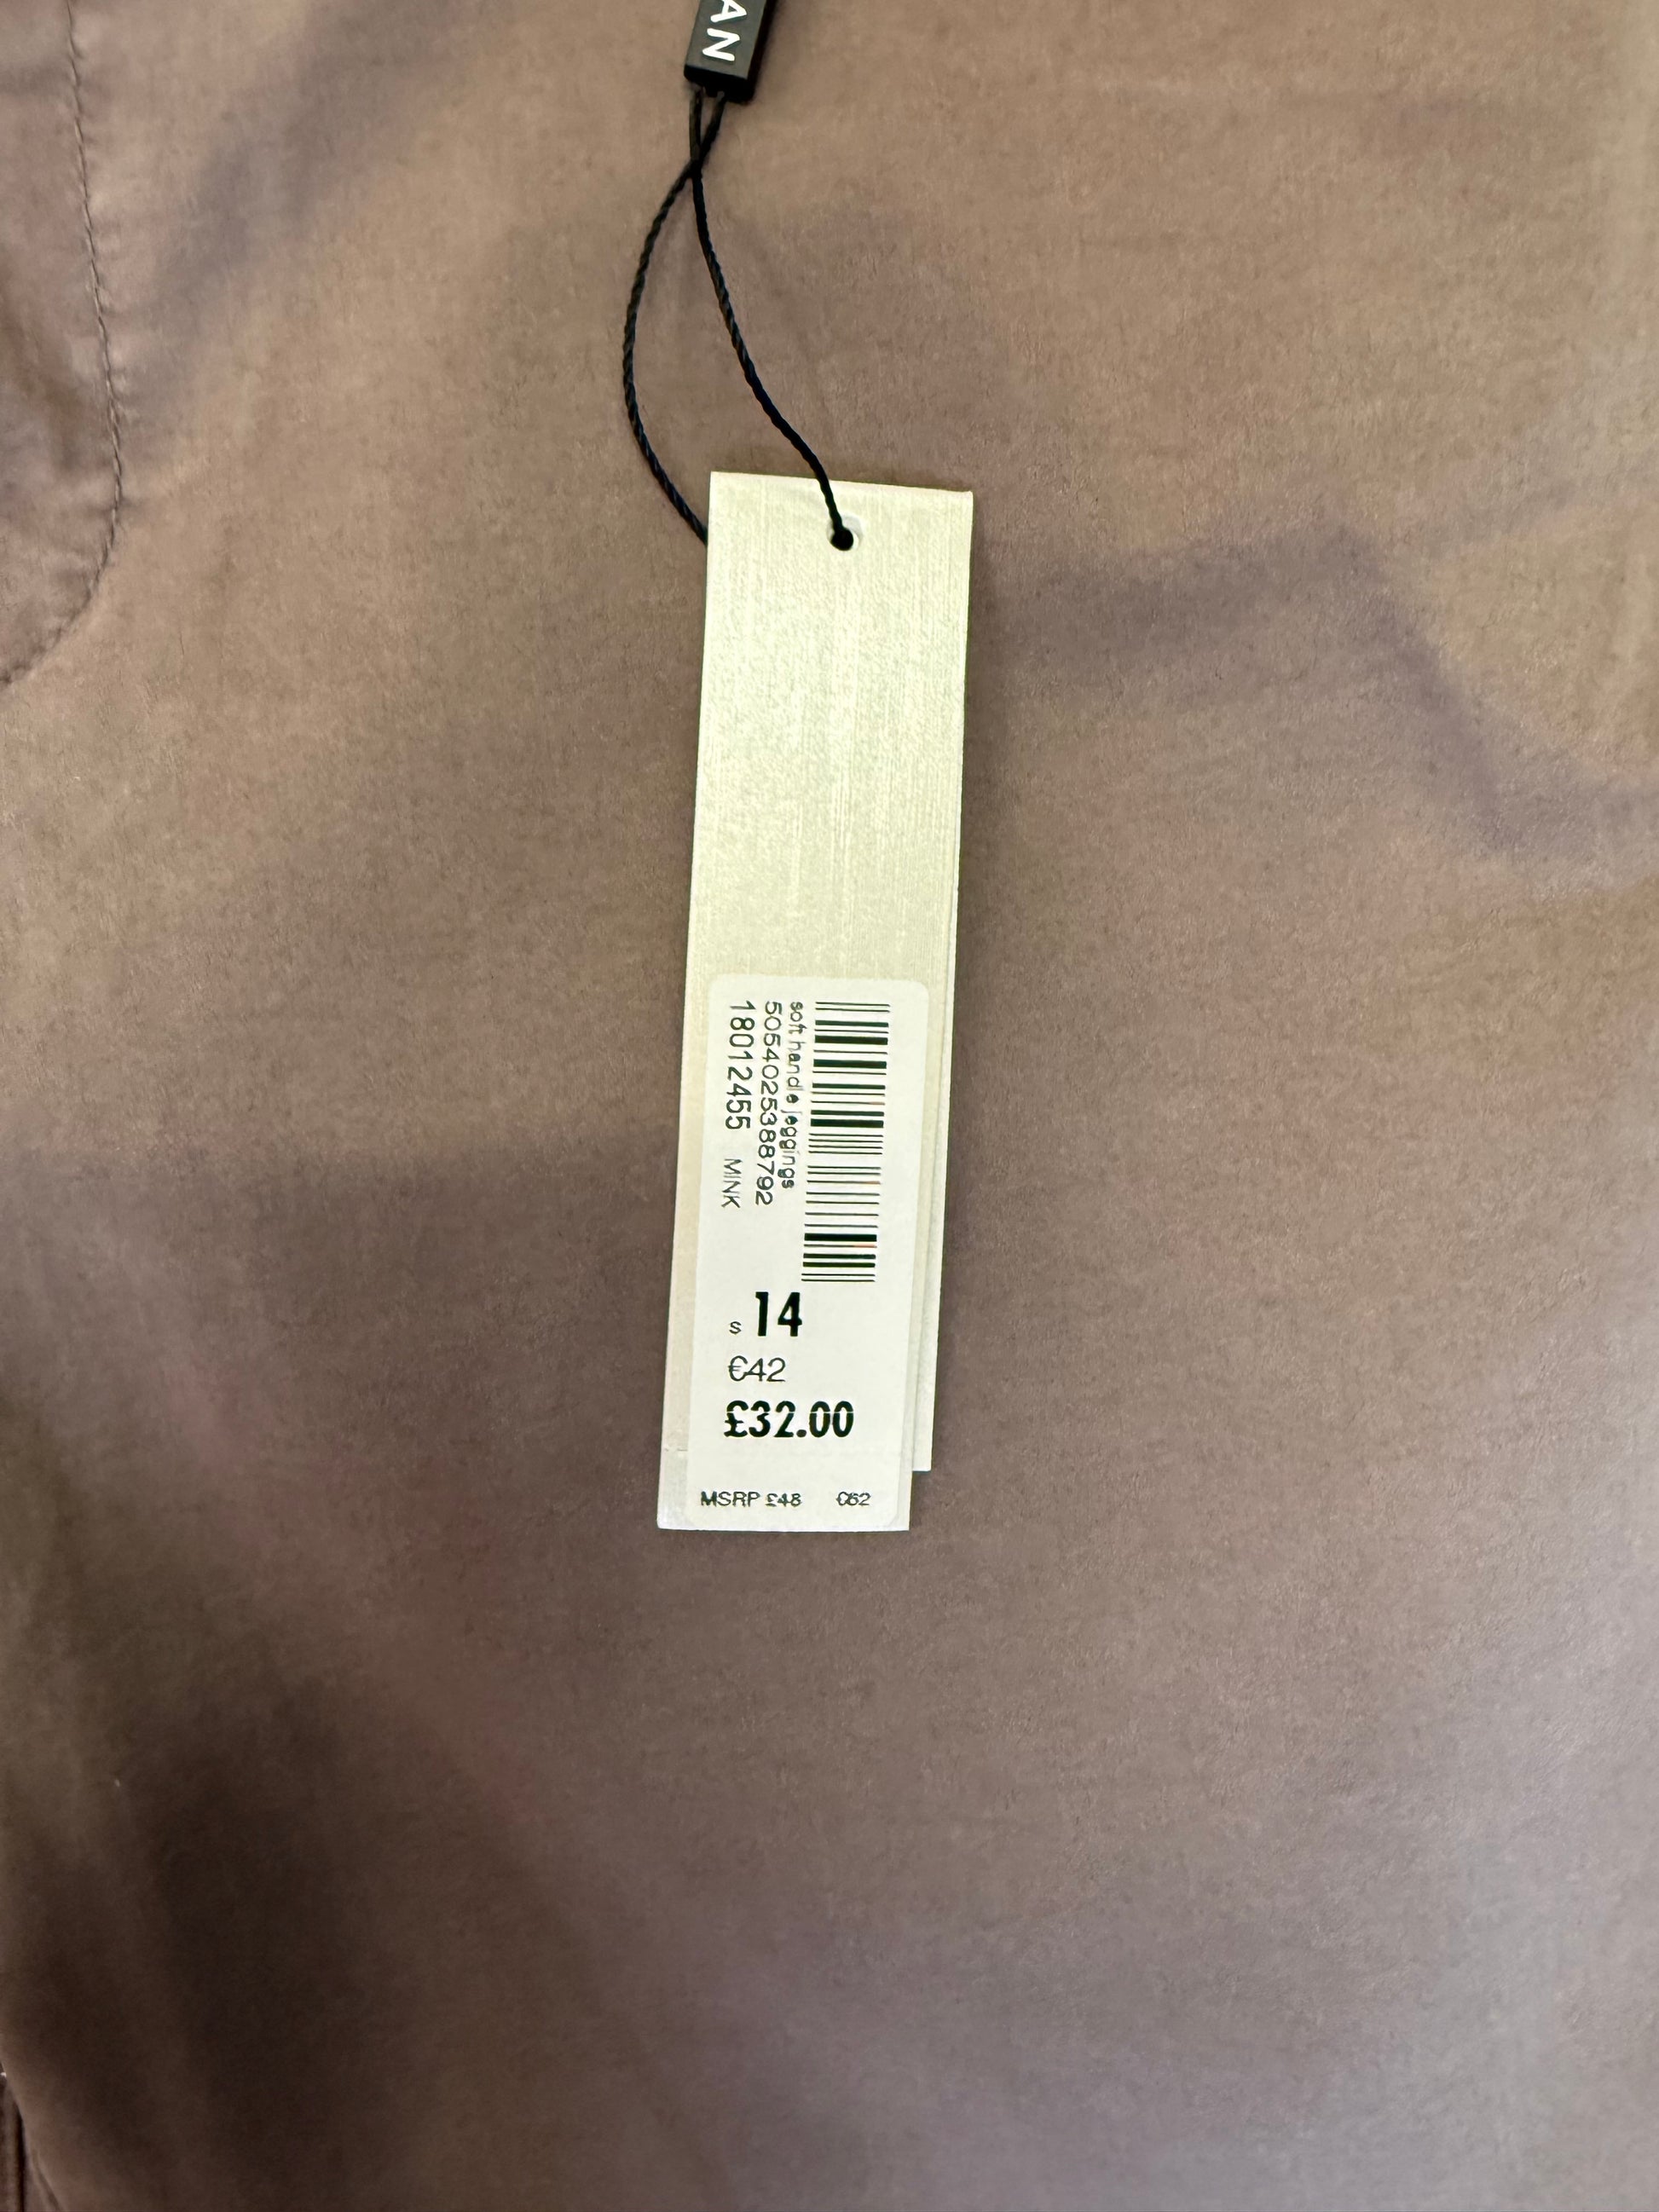 AN
soft handle jeggings
5054025388792
18012455 MINK
s 14
€42
£32.00
MSRP £48 €62